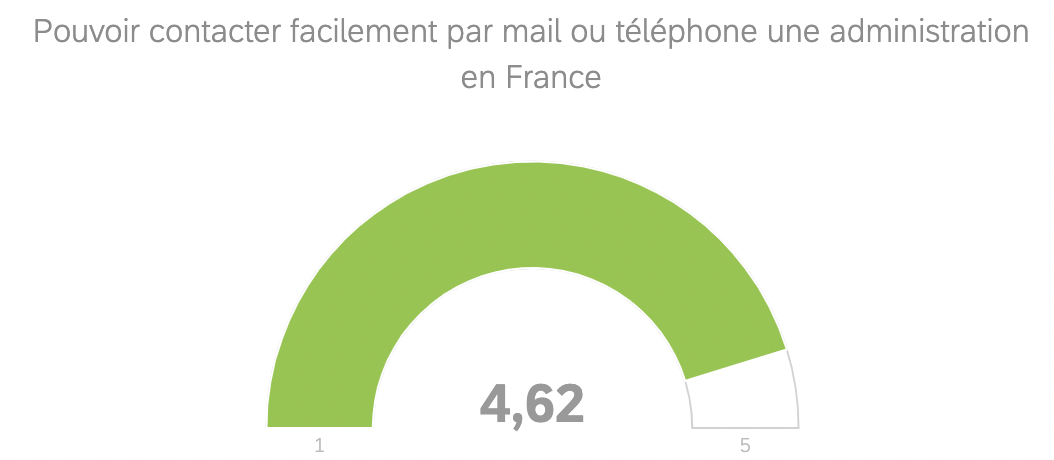 Pouvoir contacter facilement par mail ou téléphone une administration
en France
4,62
1
5